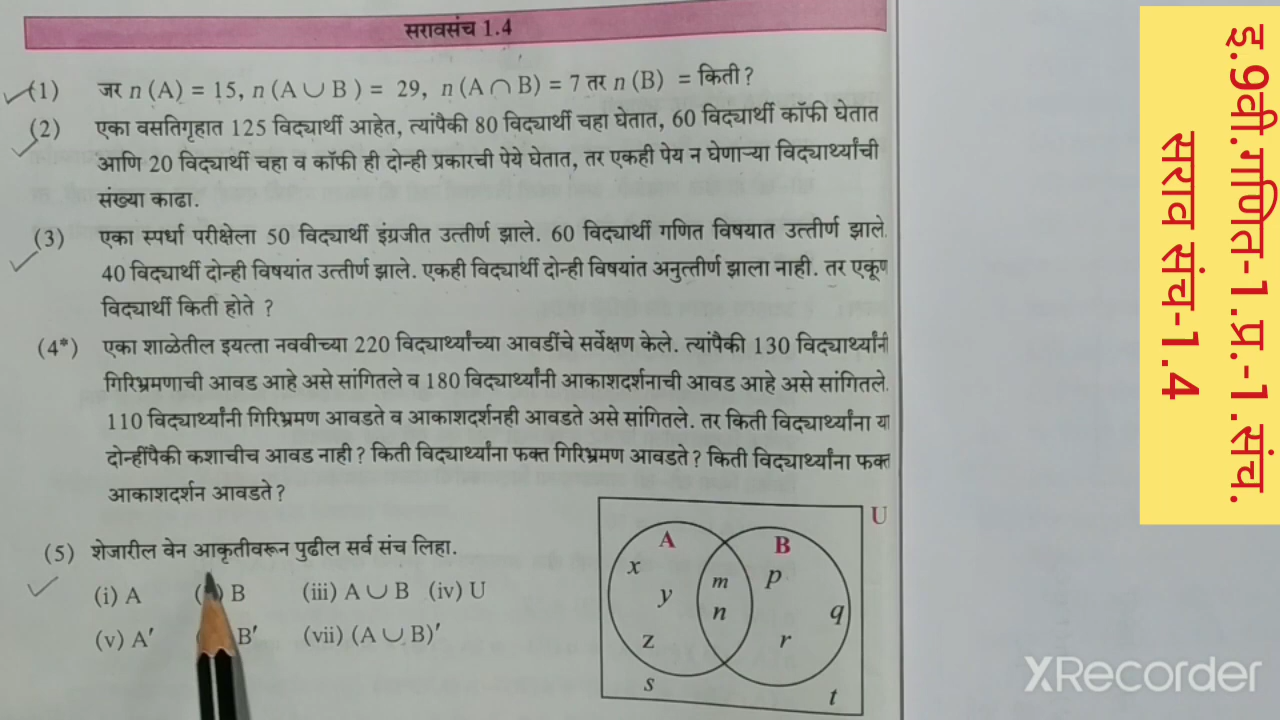 सरावसंच 1.4
(1) जर n (A) = 15, n (A ∪ B ) = 29, n (A ∩ B) = 7 तर n (B) = किती ?
(2) एका वसतिगृहात 125 विद्यार्थी आहेत, त्यांपैकी 80 विद्यार्थी चहा घेतात, 60 विद्यार्थी कॉफी घेतात
आणि 20 विद्यार्थी चहा व कॉफी ही दोन्ही प्रकारची पेये घेतात, तर एकही पेय न घेणाऱ्या विद्यार्थ्यांची
संख्या काढा.
(3) एका स्पर्धा परीक्षेला 50 विद्यार्थी इंग्रजीत उत्तीर्ण झाले. 60 विद्यार्थी गणित विषयात उत्तीर्ण झाले.
40 विद्यार्थी दोन्ही विषयांत उत्तीर्ण झाले. एकही विद्यार्थी दोन्ही विषयांत अनुत्तीर्ण झाला नाही. तर एकूण
विद्यार्थी किती होते ?
(4*) एका शाळेतील इयत्ता नववीच्या 220 विद्यार्थ्यांच्या आवडींचे सर्वेक्षण केले. त्यांपैकी 130 विद्यार्थ्यांनी
गिरिभ्रमणाची आवड आहे असे सांगितले व 180 विद्यार्थ्यांनी आकाशदर्शनाची आवड आहे असे सांगितले.
110 विद्यार्थ्यांनी गिरिभ्रमण आवडते व आकाशदर्शनही आवडते असे सांगितले. तर किती विद्यार्थ्यांना या
दोन्हींपैकी कशाचीच आवड नाही ? किती विद्यार्थ्यांना फक्त गिरिभ्रमण आवडते ? किती विद्यार्थ्यांना फक्त
आकाशदर्शन आवडते ?
(5) शेजारील वेन आकृतीवरून पुढील सर्व संच लिहा.
(i) A ( ) B (iii) A ∪ B (iv) U
(v) A′ ( B′ (vii) (A ∪ B)′
U
A B
x m p
y n q
z r
s t
इ.9वी.गणित-1.प्र.-1.संच.
सराव संच-1.4
XRecorder